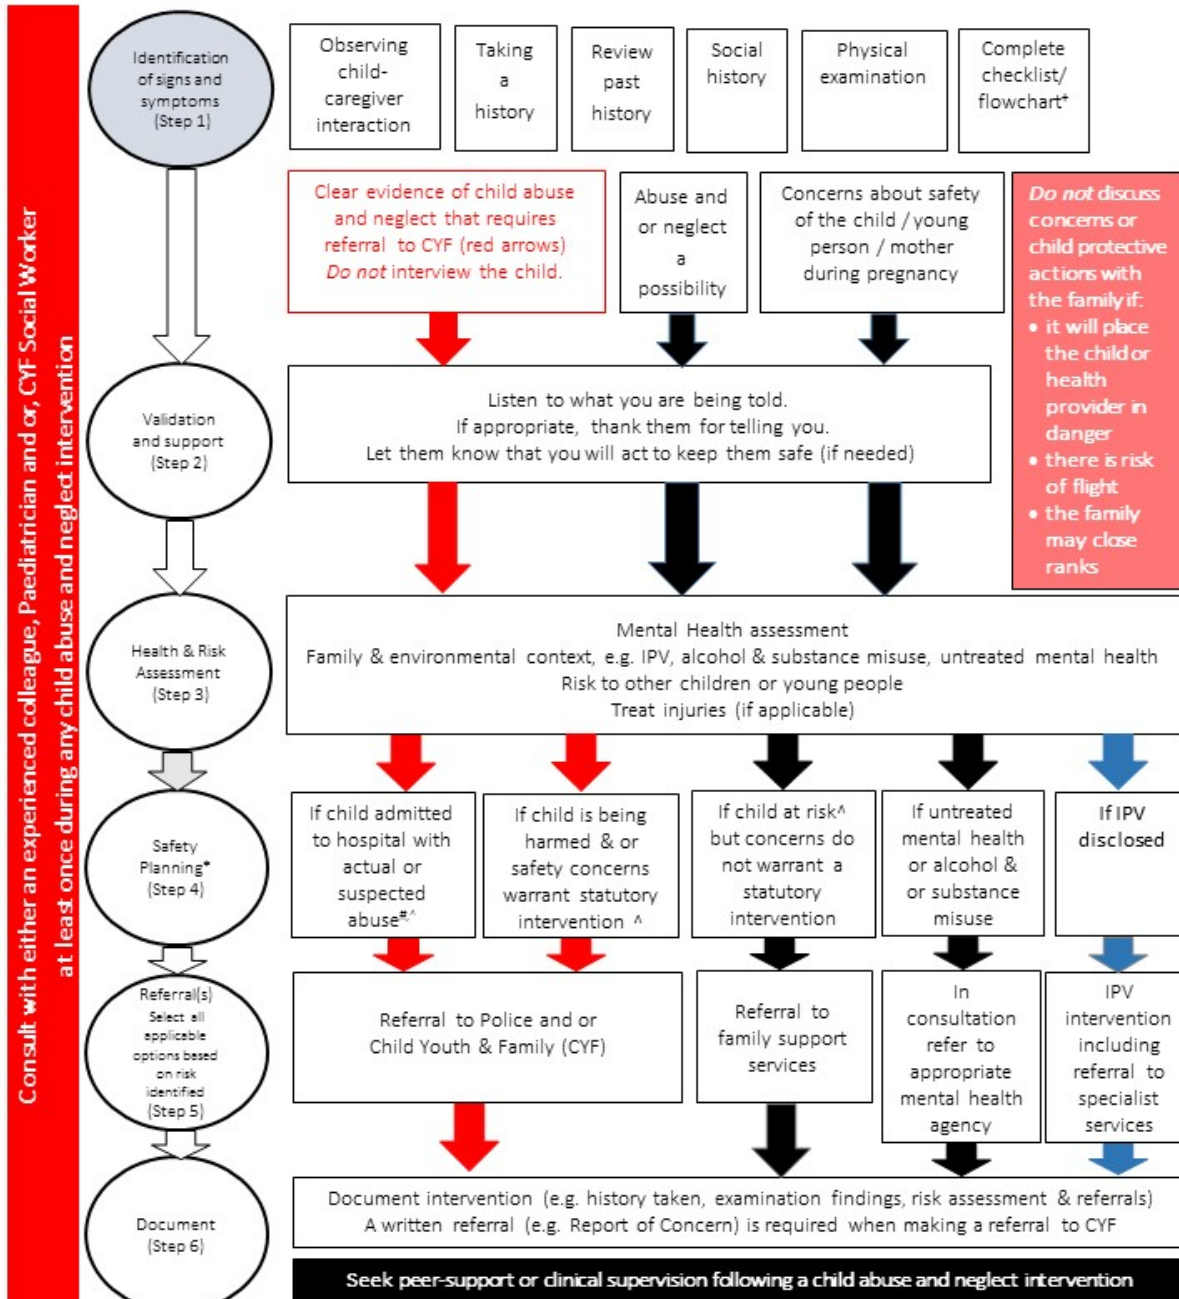 Consult with either an experienced colleague, Paediatrician and or, CYF Social Worker
at least once during any child abuse and neglect intervention
Identification
of signs and
symptoms
(Step 1)
Observing
child-
caregiver
interaction
Taking
a
history
Review
past
history
Social
history
Physical
examination
Complete
checklist/
flowchart⁺
Clear evidence of child abuse
and neglect that requires
referral to CYF (red arrows)
Do not interview the child.
Abuse and
or neglect
a
possibility
Concerns about safety
of the child / young
person / mother
during pregnancy
Do not discuss
concerns or
child protective
actions with
the family if:
• it will place
the child or
health
provider in
danger
• there is risk
of flight
• the family
may close
ranks
Validation
and support
(Step 2)
Listen to what you are being told.
If appropriate, thank them for telling you.
Let them know that you will act to keep them safe (if needed)
Health & Risk
Assessment
(Step 3)
Mental Health assessment
Family & environmental context, e.g. IPV, alcohol & substance misuse, untreated mental health
Risk to other children or young people
Treat injuries (if applicable)
Safety
Planning*
(Step 4)
If child admitted
to hospital with
actual or
suspected
abuse#,^
If child is being
harmed & or
safety concerns
warrant statutory
intervention ^
If child at risk^
but concerns do
not warrant a
statutory
intervention
If untreated
mental health
or alcohol &
or substance
misuse
If IPV
disclosed
Referral(s)
Select all
applicable
options based
on risk
identified
(Step 5)
Referral to Police and or
Child Youth & Family (CYF)
Referral to
family support
services
In
consultation
refer to
appropriate
mental health
agency
IPV
intervention
including
referral to
specialist
services
Document
(Step 6)
Document intervention (e.g. history taken, examination findings, risk assessment & referrals)
A written referral (e.g. Report of Concern) is required when making a referral to CYF
Seek peer-support or clinical supervision following a child abuse and neglect intervention